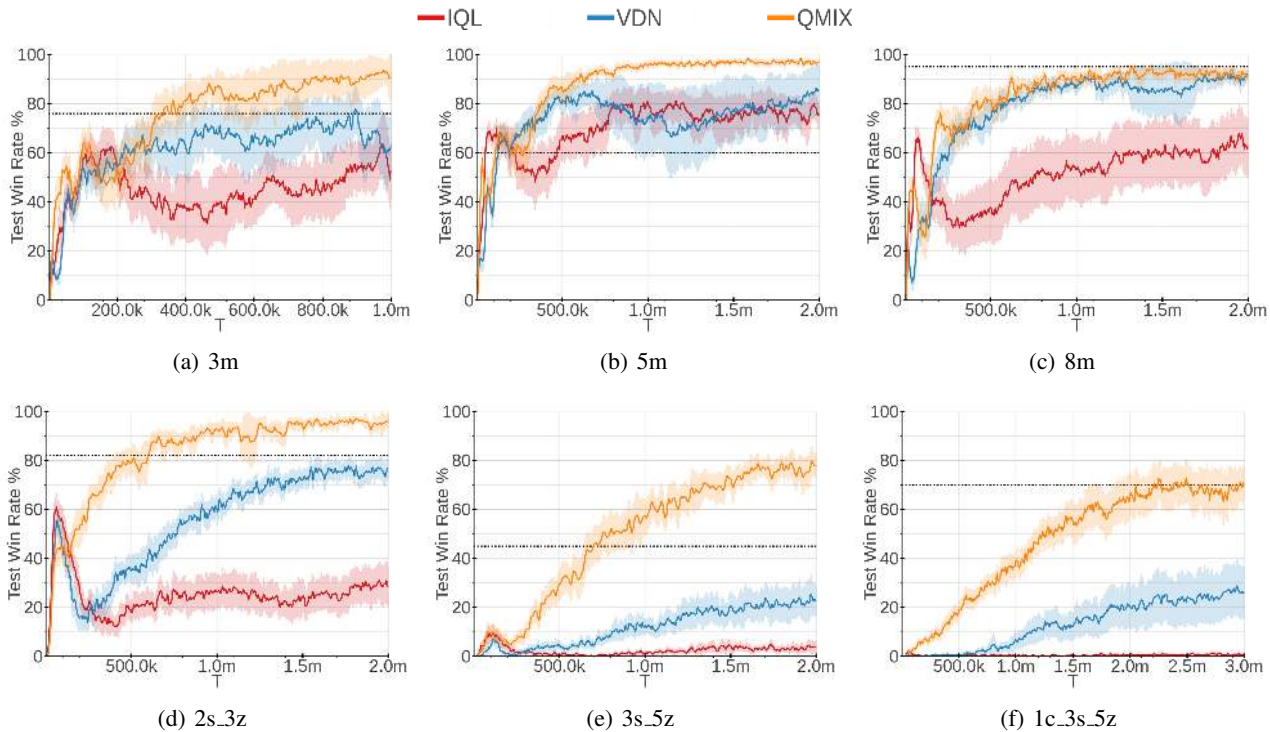 IQL VDN QMIX
100
80
60
40
20
0
Test Win Rate %
200.0k 400.0k 600.0k 800.0k 1.0m
T
(a) 3m
100
80
60
40
20
0
Test Win Rate %
500.0k 1.0m 1.5m 2.0m
T
(b) 5m
100
80
60
40
20
0
Test Win Rate %
500.0k 1.0m 1.5m 2.0m
T
(c) 8m
100
80
60
40
20
0
Test Win Rate %
500.0k 1.0m 1.5m 2.0m
T
(d) 2s_3z
100
80
60
40
20
0
Test Win Rate %
500.0k 1.0m 1.5m 2.0m
T
(e) 3s_5z
100
80
60
40
20
0
Test Win Rate %
500.0k 1.0m 1.5m 2.0m 2.5m 3.0m
T
(f) 1c_3s_5z